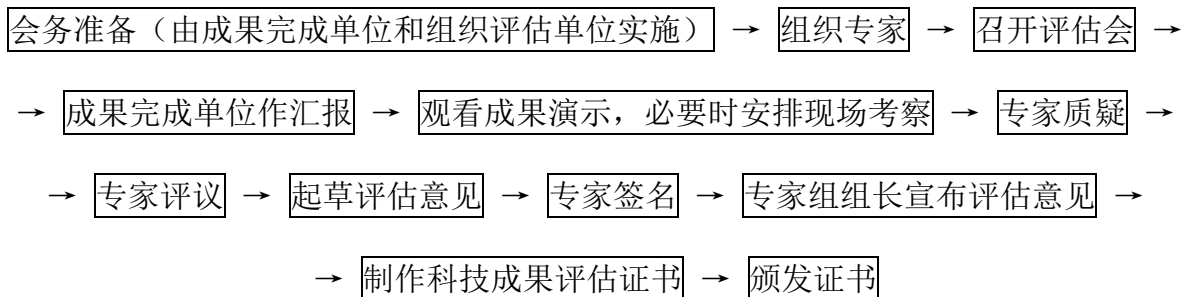 会务准备（由成果完成单位和组织评估单位实施） → 组织专家 → 召开评估会 →
→ 成果完成单位作汇报 → 观看成果演示，必要时安排现场考察 → 专家质疑 →
→ 专家评议 → 起草评估意见 → 专家签名 → 专家组组长宣布评估意见 →
→ 制作科技成果评估证书 → 颁发证书